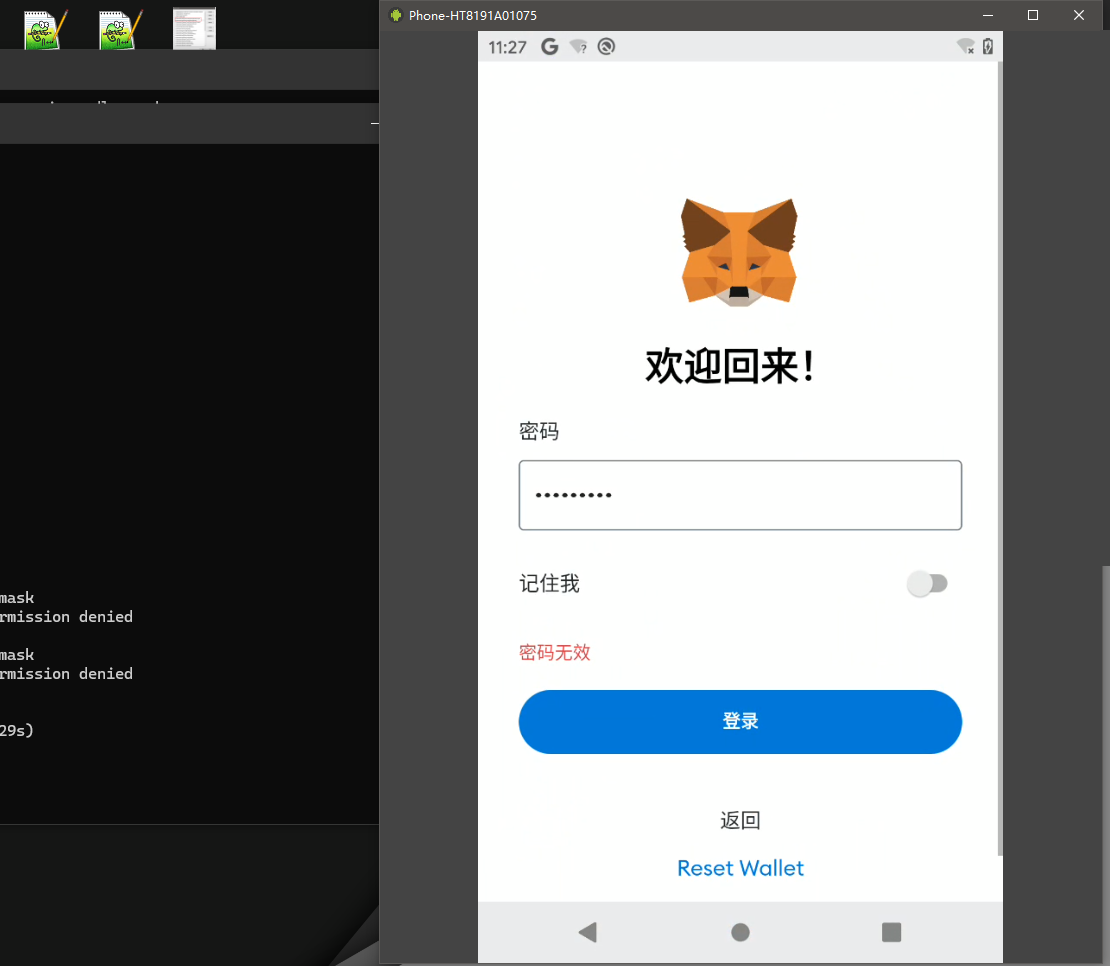 Phone-HT8191A01075
11:27
欢迎回来！
密码
•••••••••
记住我
密码无效
登录
返回
Reset Wallet
mask
rmission denied
mask
rmission denied
29s)